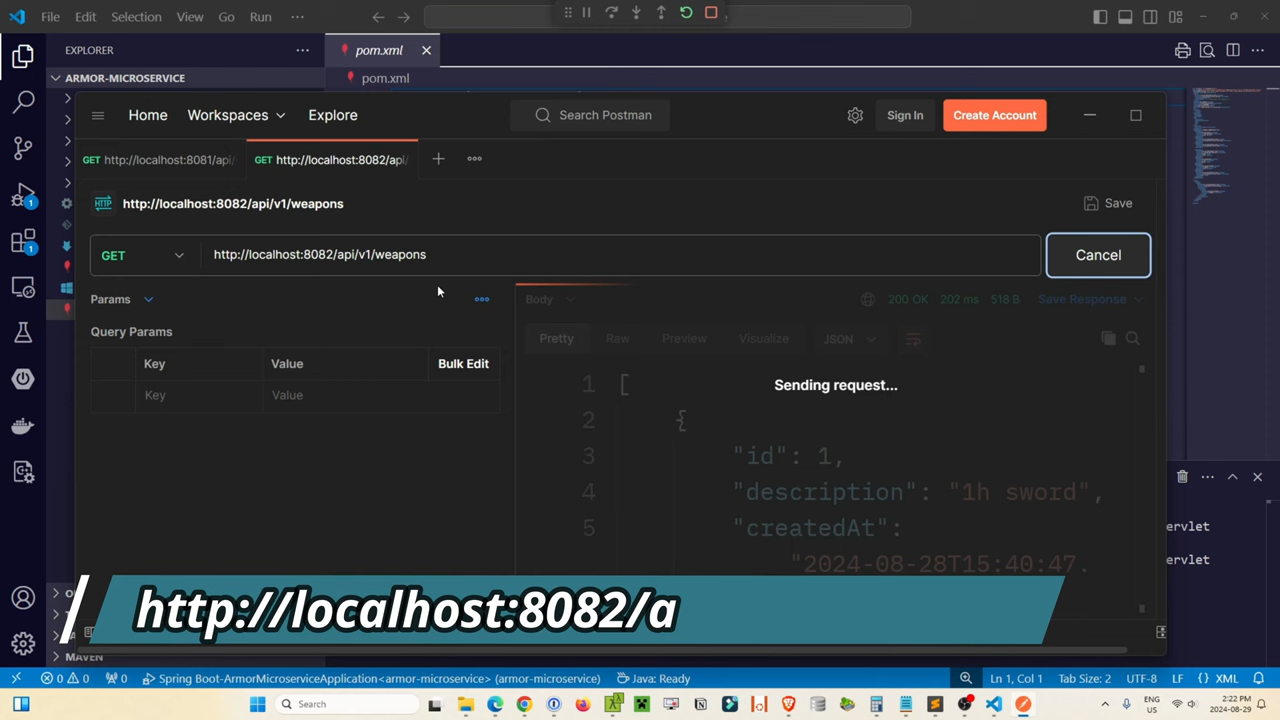 File Edit Selection View Go Run ···
EXPLORER ···
pom.xml
ARMOR-MICROSERVICE
pom.xml
Home Workspaces Explore Search Postman Sign In Create Account
GET http://localhost:8081/api/
GET http://localhost:8082/api/
HTTP http://localhost:8082/api/v1/weapons Save
GET http://localhost:8082/api/v1/weapons Cancel
Params
Body 200 OK 202 ms 518 B Save Response
Query Params
Pretty Raw Preview Visualize JSON
Key Value Bulk Edit
Key Value
Sending request...
1 [
2 {
3 "id": 1,
4 "description": "1h sword",
5 "createdAt":
"2024-08-28T15:40:47.
1
1
ervlet
ervlet
http://localhost:8082/a
MAVEN
0 0 0 Spring Boot-ArmorMicroserviceApplication<armor-microservice> (armor-microservice) Java: Ready Ln 1, Col 1 Tab Size: 2 UTF-8 LF {} XML
Search ENG US 2:22 PM 2024-08-29